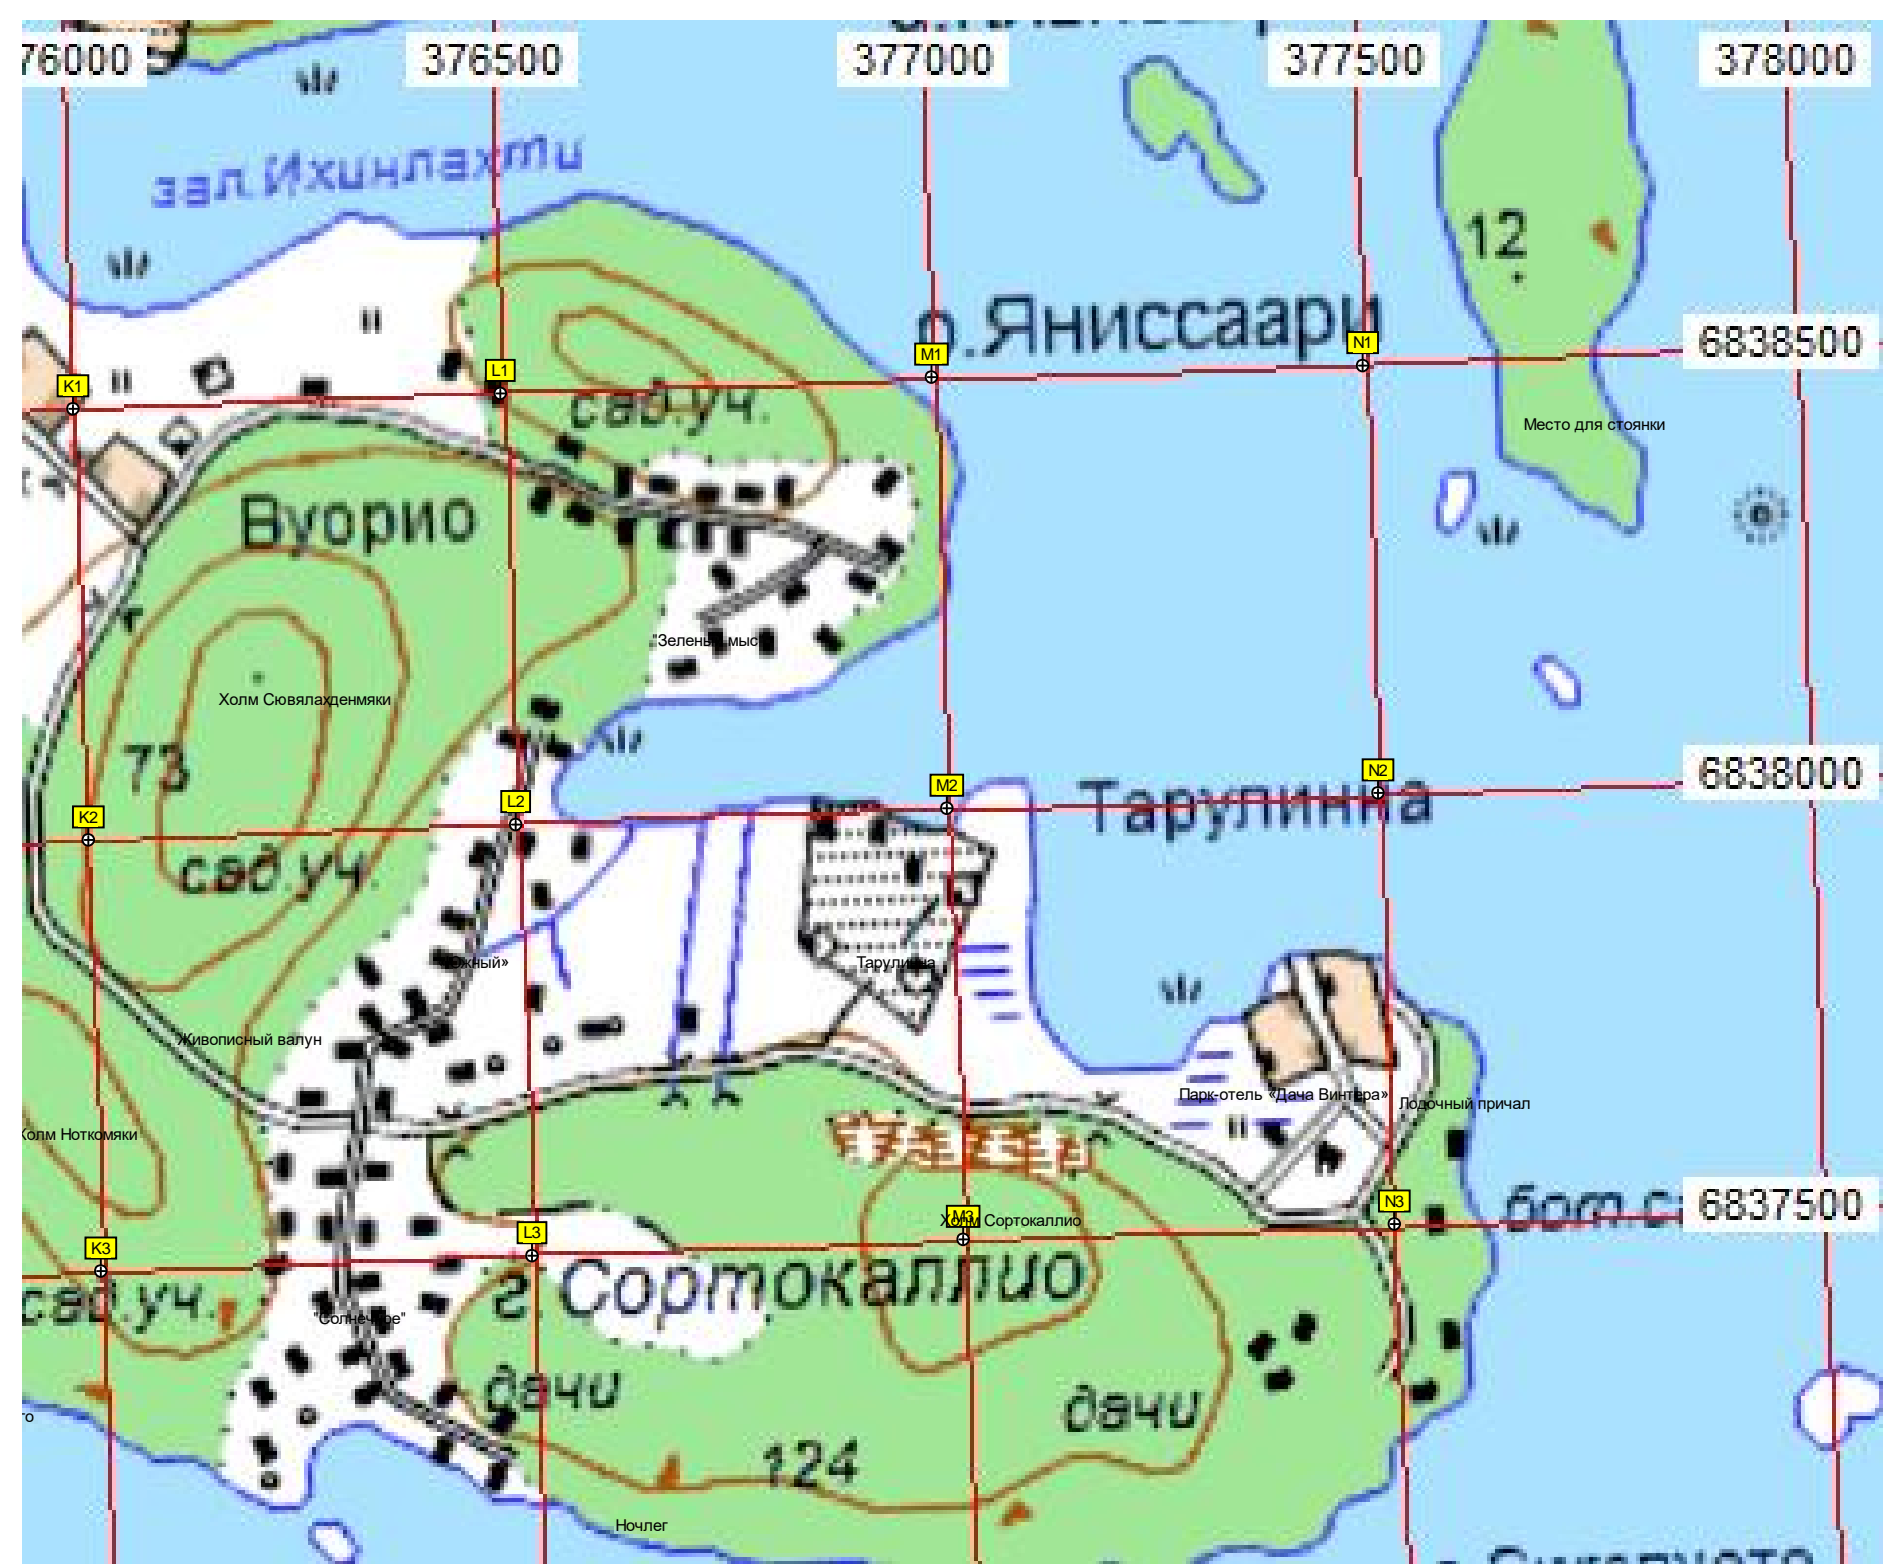 76000
376500
377000
377500
378000
зал.Ихинлахти
12
о.Яниссаари
N1
6838500
M1
L1
K1
сад.уч.
Место для стоянки
Вуорио
"Зеленый мыс"
Холм Сювялахденмяки
73
N2
6838000
M2
Тарулинна
L2
K2
сад.уч.
Тарулинна
Живописный валун
Парк-отель «Дача Винтера»
Лодочный причал
Холм Ноткомяки
N3
6837500
бот.с
M3
Холм Сортокаллио
L3
K3
г.Сортокаллио
сад.уч.
"Солнечное"
дачи
дачи
124
Ночлег